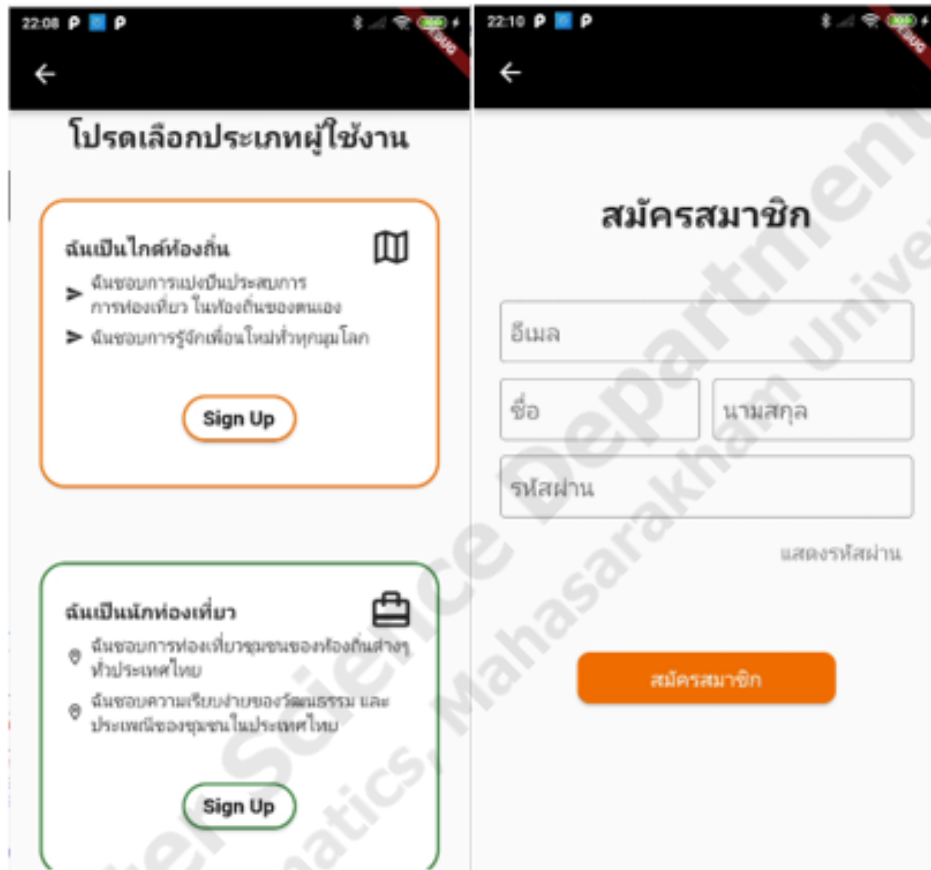 22:08
DEBUG
โปรดเลือกประเภทผู้ใช้งาน
ฉันเป็นไกด์ท้องถิ่น
ฉันชอบการแบ่งปันประสบการ
การท่องเที่ยว ในท้องถิ่นของตนเอง
ฉันชอบการรู้จักเพื่อนใหม่ทั่วทุกมุมโลก
Sign Up
ฉันเป็นนักท่องเที่ยว
ฉันชอบการท่องเที่ยวชุมชนของท้องถิ่นต่างๆ
ทั่วประเทศไทย
ฉันชอบความเรียบง่ายของวัฒนธรรม และ
ประเพณีของชุมชนในประเทศไทย
Sign Up
22:10
DEBUG
สมัครสมาชิก
อีเมล
ชื่อ
นามสกุล
รหัสผ่าน
แสดงรหัสผ่าน
สมัครสมาชิก
Science Department
Mahasarakham